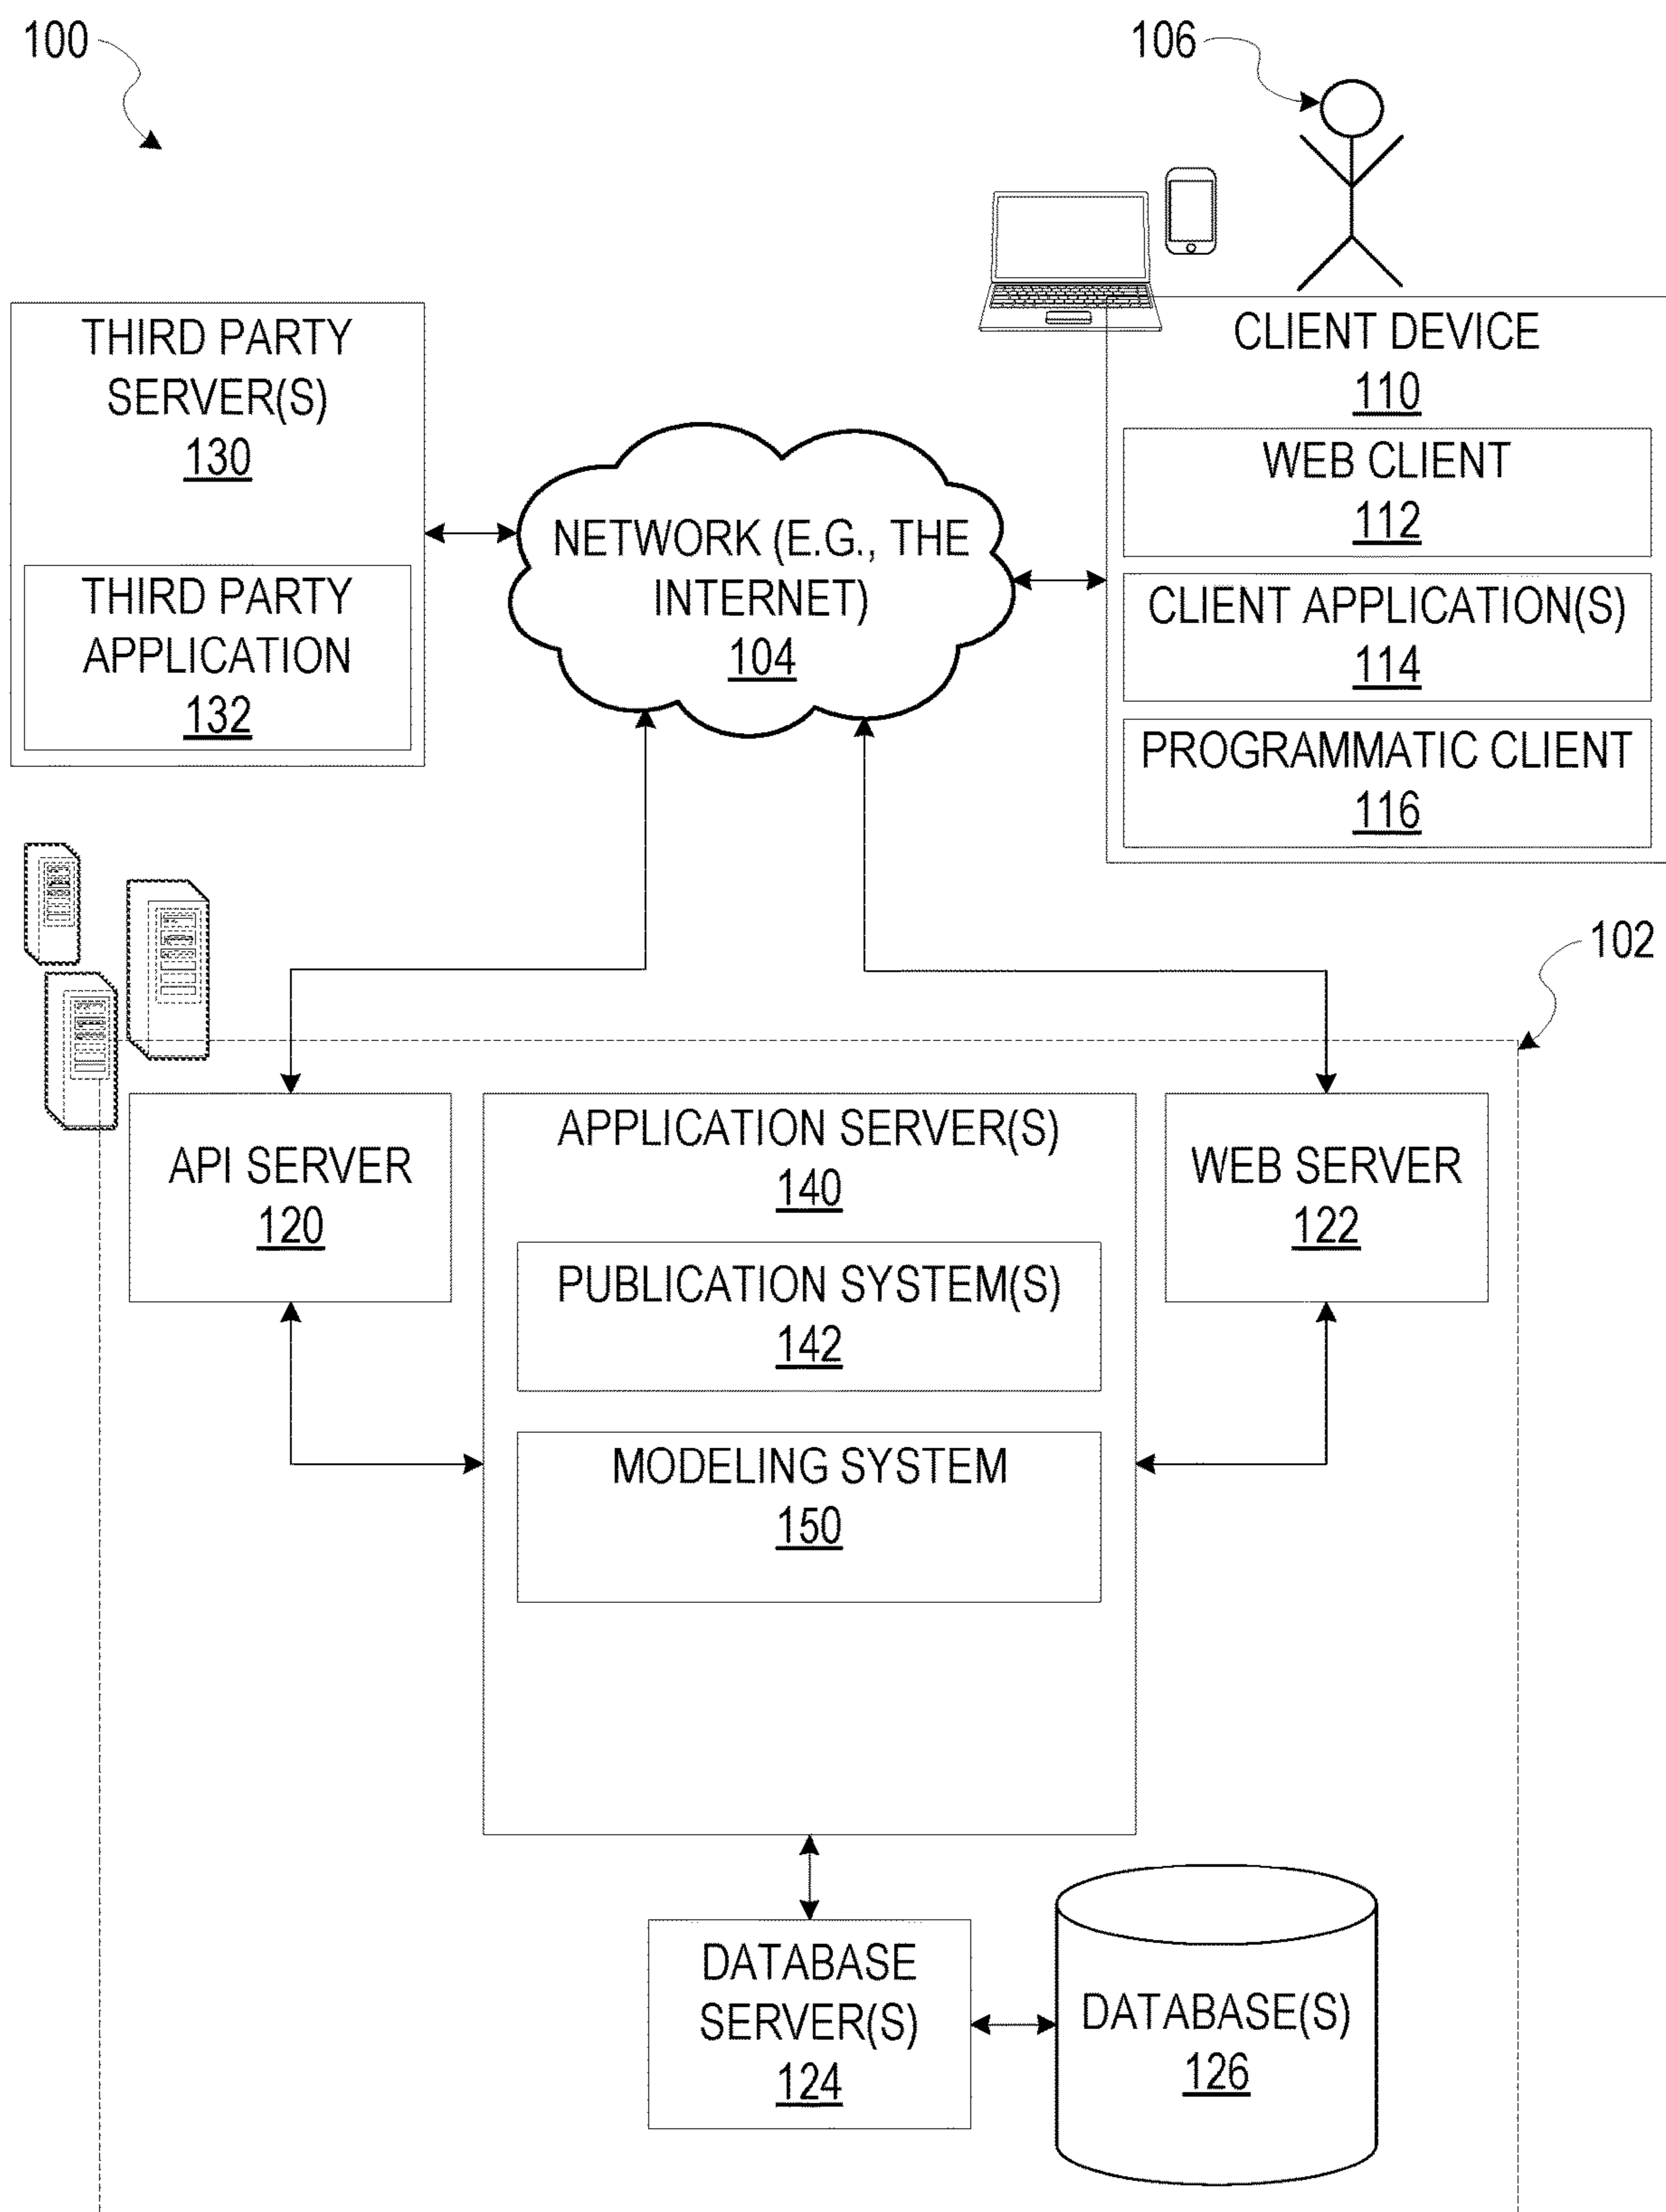 100
106
THIRD PARTY
SERVER(S)
130
THIRD PARTY
APPLICATION
132
NETWORK (E.G., THE
INTERNET)
104
CLIENT DEVICE
110
WEB CLIENT
112
CLIENT APPLICATION(S)
114
PROGRAMMATIC CLIENT
116
102
API SERVER
120
APPLICATION SERVER(S)
140
PUBLICATION SYSTEM(S)
142
MODELING SYSTEM
150
WEB SERVER
122
DATABASE
SERVER(S)
124
DATABASE(S)
126